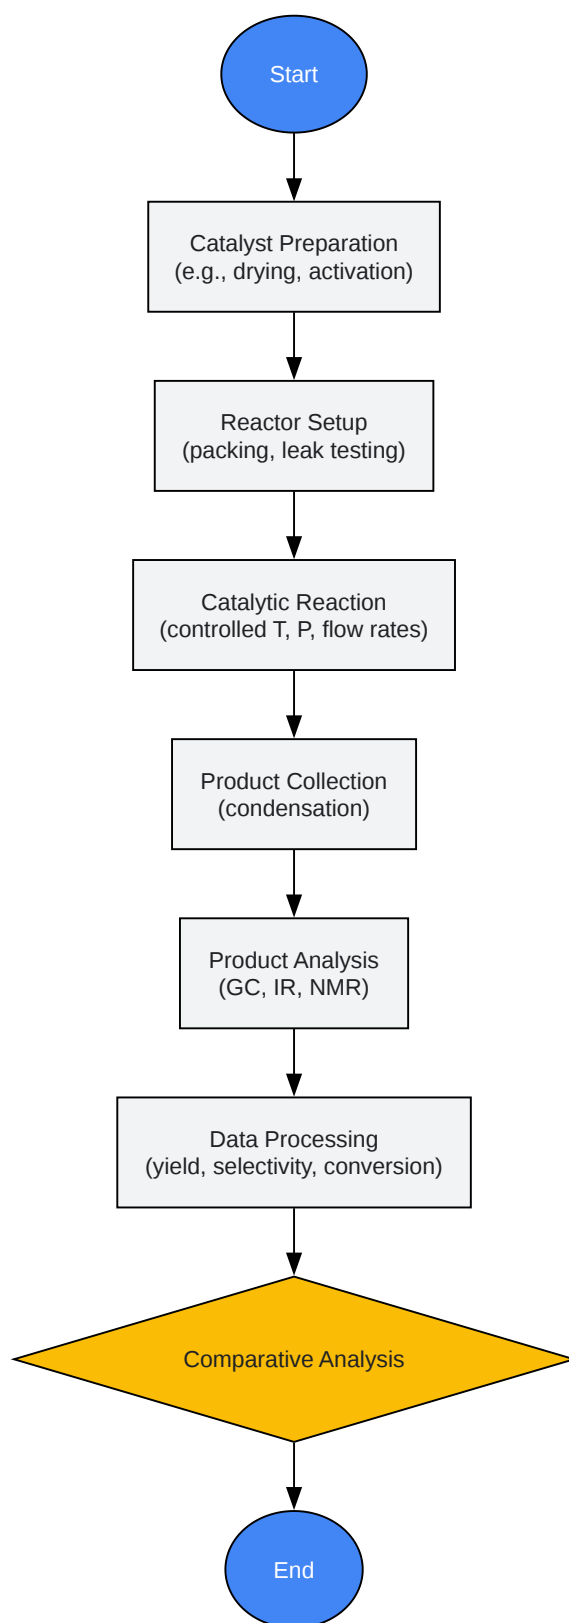 Start
Catalyst Preparation
(e.g., drying, activation)
Reactor Setup
(packing, leak testing)
Catalytic Reaction
(controlled T, P, flow rates)
Product Collection
(condensation)
Product Analysis
(GC, IR, NMR)
Data Processing
(yield, selectivity, conversion)
Comparative Analysis
End